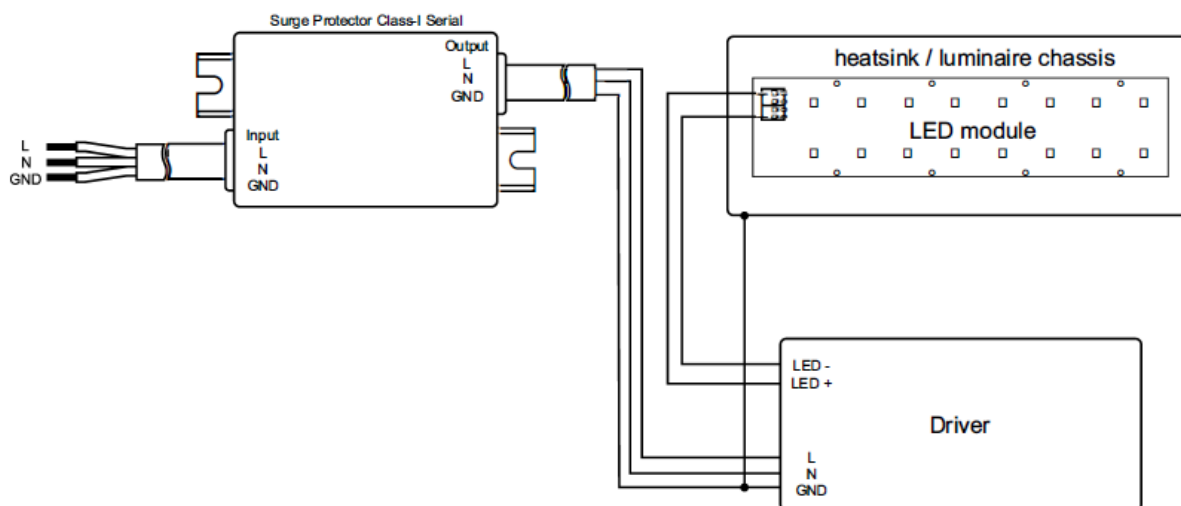 Surge Protector Class-I Serial
Output
L
N
GND
Input
L
N
GND
L
N
GND
heatsink / luminaire chassis
LED module
LED -
LED +
Driver
L
N
GND